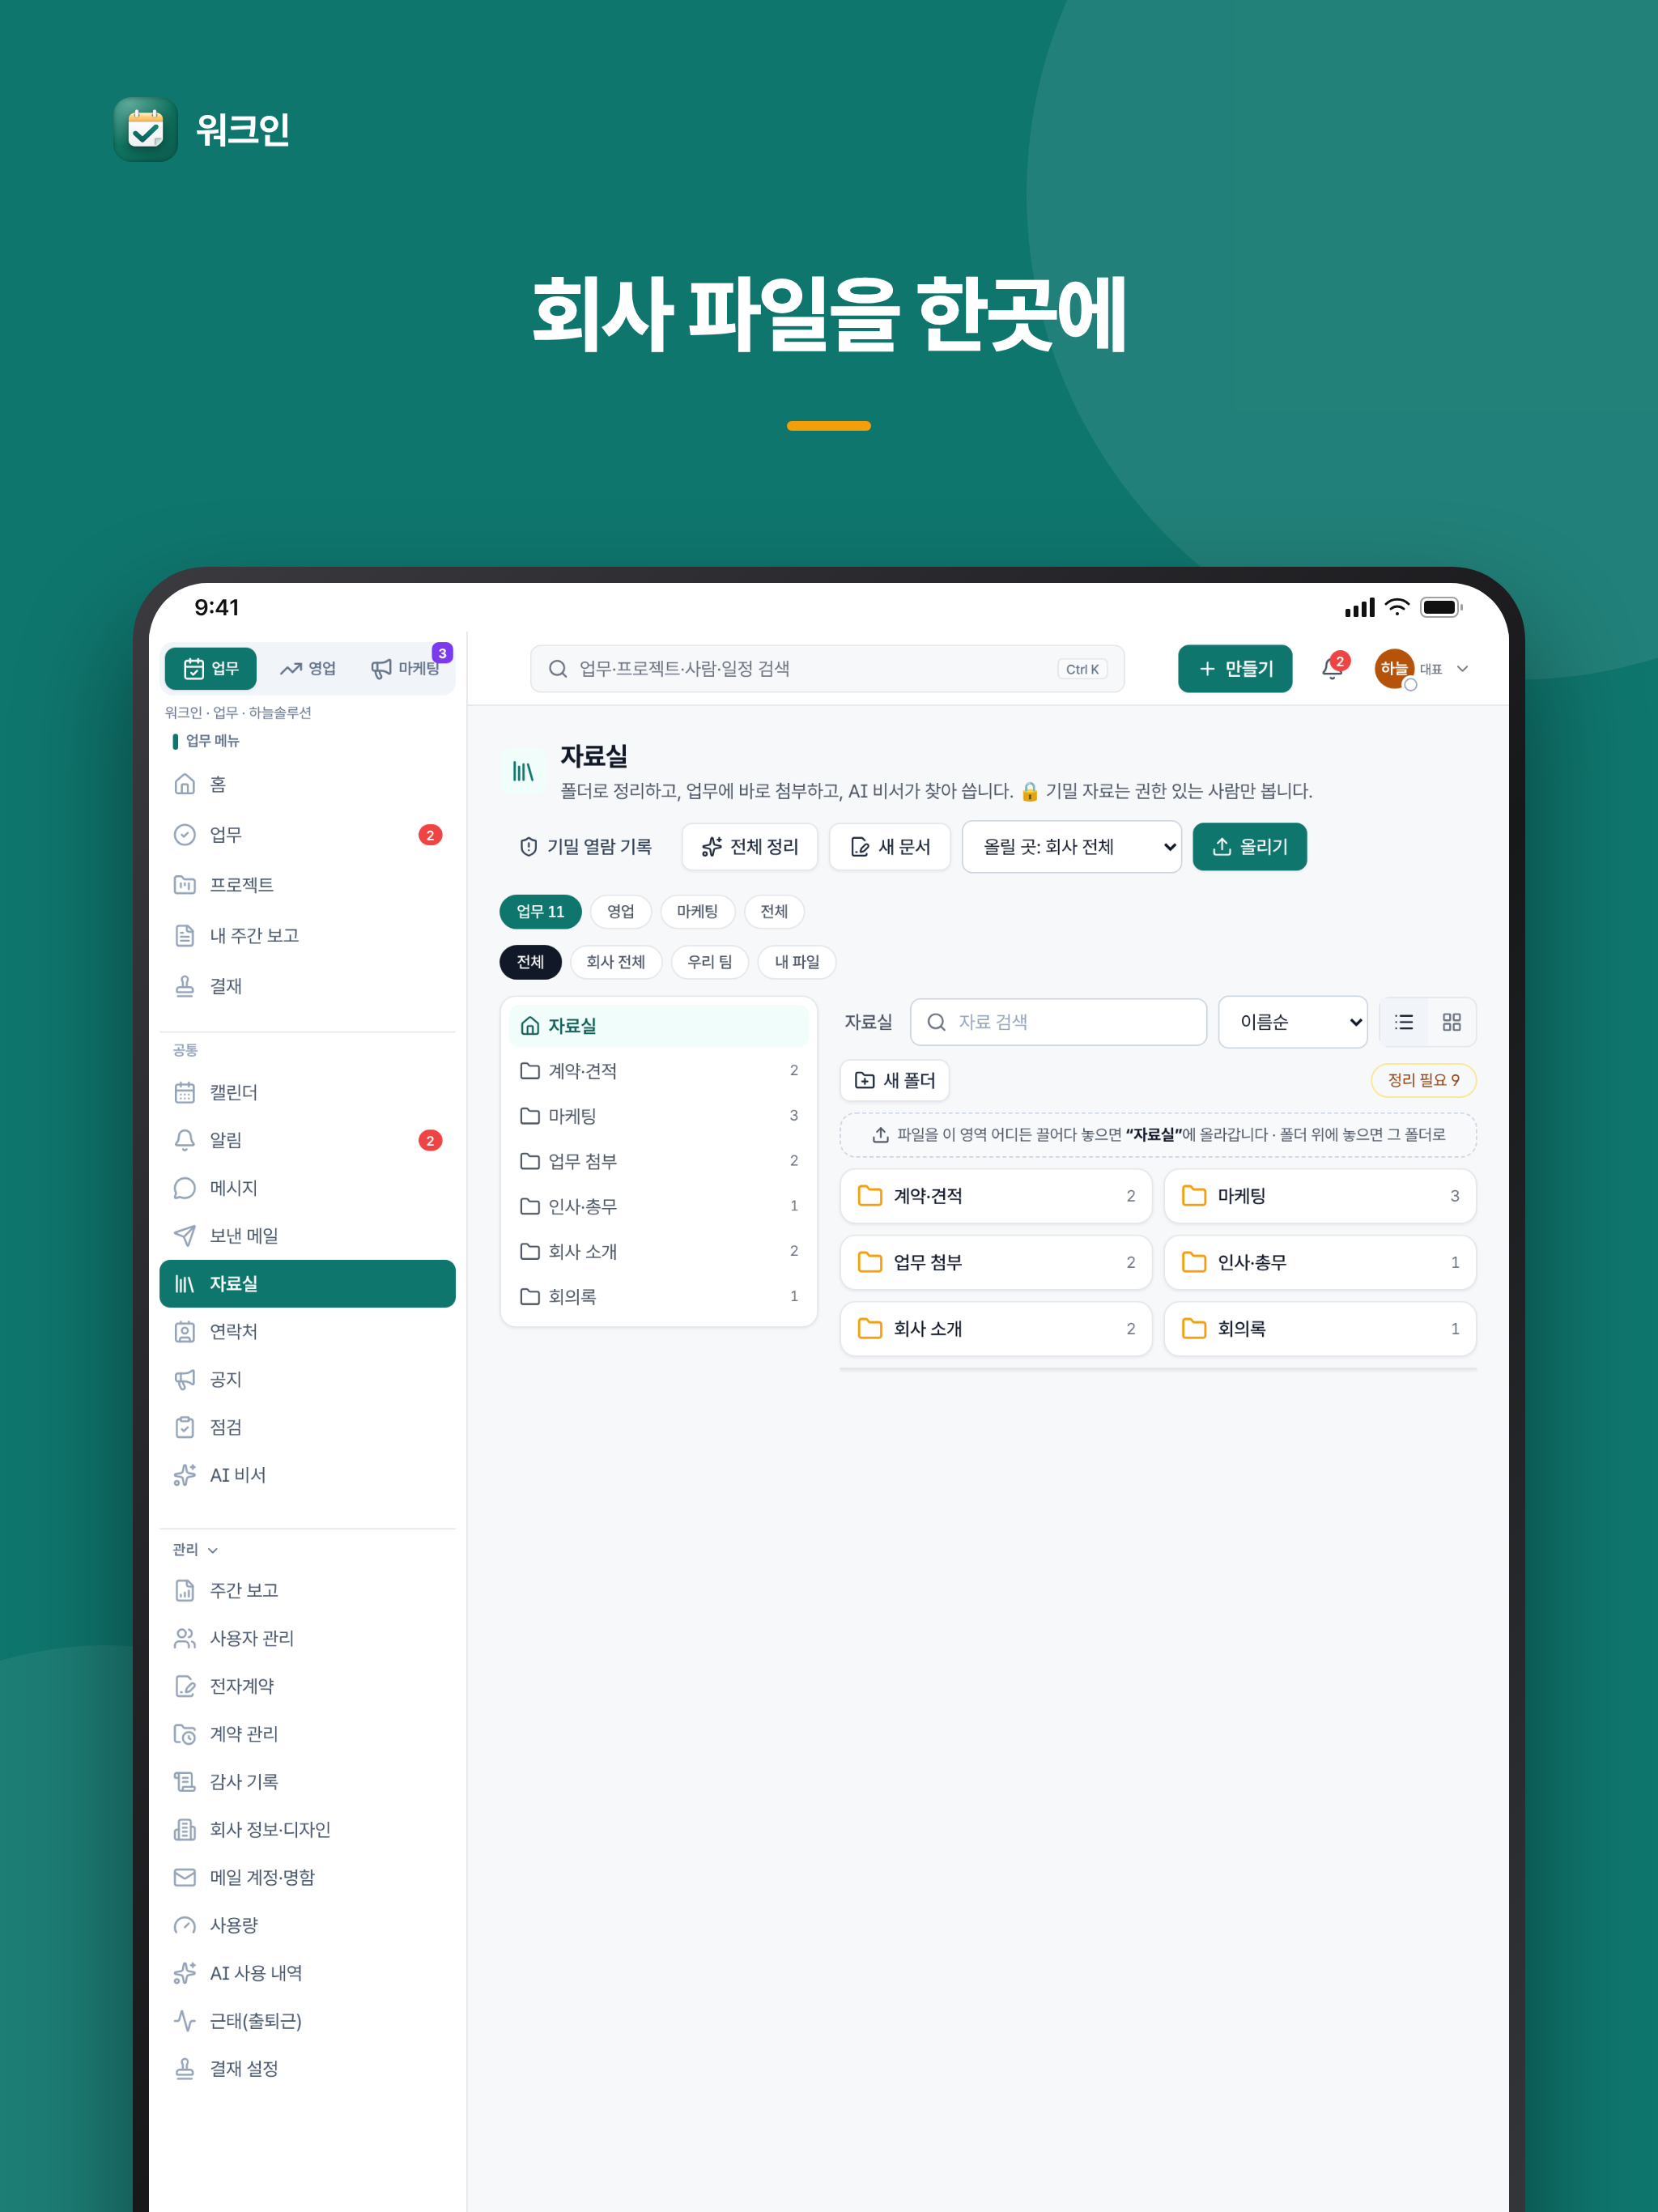 워크인
회사 파일을 한곳에
9:41
업무
영업
마케팅
3
워크인 · 업무 · 하늘솔루션
업무 메뉴
홈
업무 2
프로젝트
내 주간 보고
결재
공통
캘린더
알림 2
메시지
보낸 메일
자료실
연락처
공지
점검
AI 비서
관리
주간 보고
사용자 관리
전자계약
계약 관리
감사 기록
회사 정보·디자인
메일 계정·명함
사용량
AI 사용 내역
근태(출퇴근)
결재 설정
업무·프로젝트·사람·일정 검색 Ctrl K
만들기
2
하늘 대표
자료실
폴더로 정리하고, 업무에 바로 첨부하고, AI 비서가 찾아 씁니다. 🔒 기밀 자료는 권한 있는 사람만 봅니다.
기밀 열람 기록 전체 정리 새 문서 올릴 곳: 회사 전체 올리기
업무 11 영업 마케팅 전체
전체 회사 전체 우리 팀 내 파일
자료실
계약·견적 2
마케팅 3
업무 첨부 2
인사·총무 1
회사 소개 2
회의록 1
자료실 자료 검색 이름순
새 폴더 정리 필요 9
파일을 이 영역 어디든 끌어다 놓으면 “자료실”에 올라갑니다 · 폴더 위에 놓으면 그 폴더로
계약·견적 2 마케팅 3
업무 첨부 2 인사·총무 1
회사 소개 2 회의록 1